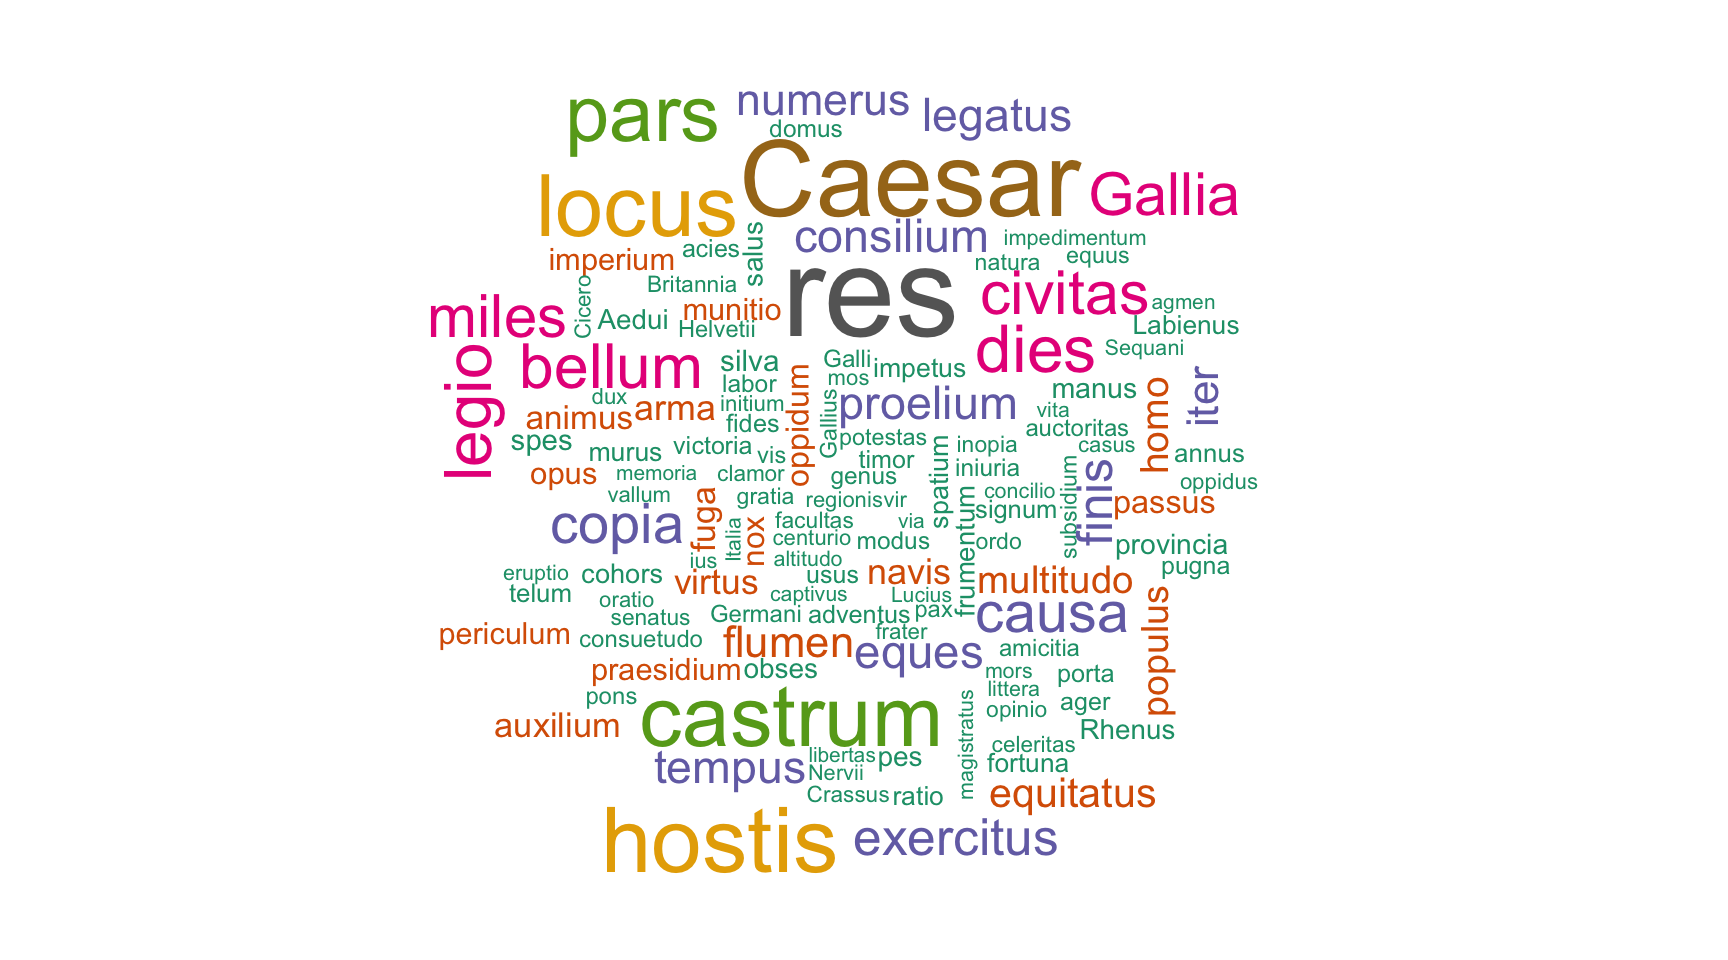 pars
numerus
legatus
domus
Caesar
locus
Gallia
consilium
impedimentum
salus
acies
imperium
natura
equus
Britannia
res
civitas
agmen
Cicero
miles
Aedui
munitio
Helvetii
Labienus
dies
Sequani
legio
bellum
silva
Galli
impetus
mos
labor
manus
iter
homo
dux
initium
oppidum
Gallius
proelium
animus
arma
fides
vita
auctoritas
spes
murus
victoria
vis
potestas
inopia
casus
annus
timor
spatium
iniuria
opus
memoria
clamor
genus
subsidium
finis
oppidus
vallum
gratia
regionisvir
concilio
passus
copia
fuga
Italia
nox
facultas
via
frumentum
signum
centurio
modus
ordo
provincia
ius
altitudo
pugna
eruptio
cohors
virtus
usus
navis
multitudo
telum
oratio
captivus
Lucius
populus
senatus
Germani
adventus
pax
causa
periculum
consuetudo
flumen
frater
eques
amicitia
praesidium
obses
mors
porta
pons
castrum
littera
magistratus
opinio
ager
auxilium
Rhenus
tempus
libertas
pes
celeritas
Nervii
fortuna
Crassus
ratio
equitatus
hostis
exercitus